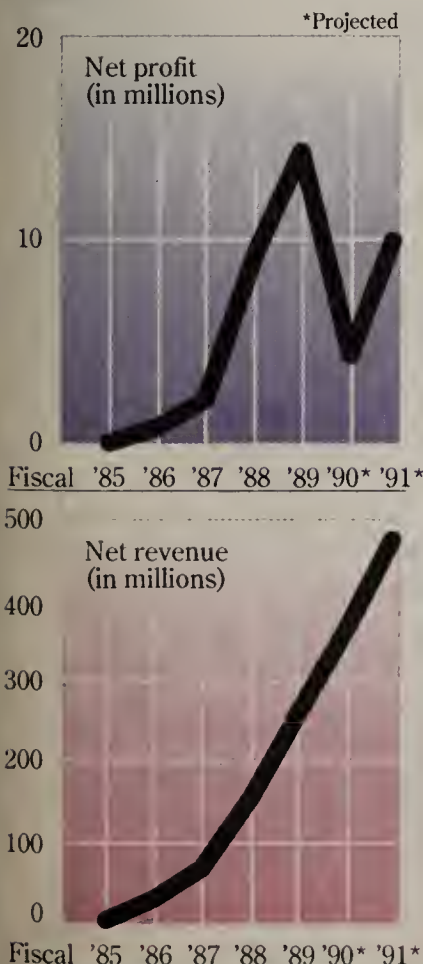 *Projected
20
Net profit
(in millions)
10
0
Fiscal '85 '86 '87 '88 '89 '90* '91*
500
Net revenue
(in millions)
400
300
200
100
0
Fiscal '85 '86 '87 '88 '89 '90* '91*